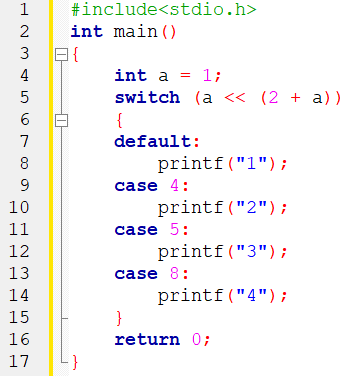 1 #include<stdio.h>
2 int main()
3 {
4 int a = 1;
5 switch (a << (2 + a))
6 {
7 default:
8 printf("1");
9 case 4:
10 printf("2");
11 case 5:
12 printf("3");
13 case 8:
14 printf("4");
15 }
16 return 0;
17 }